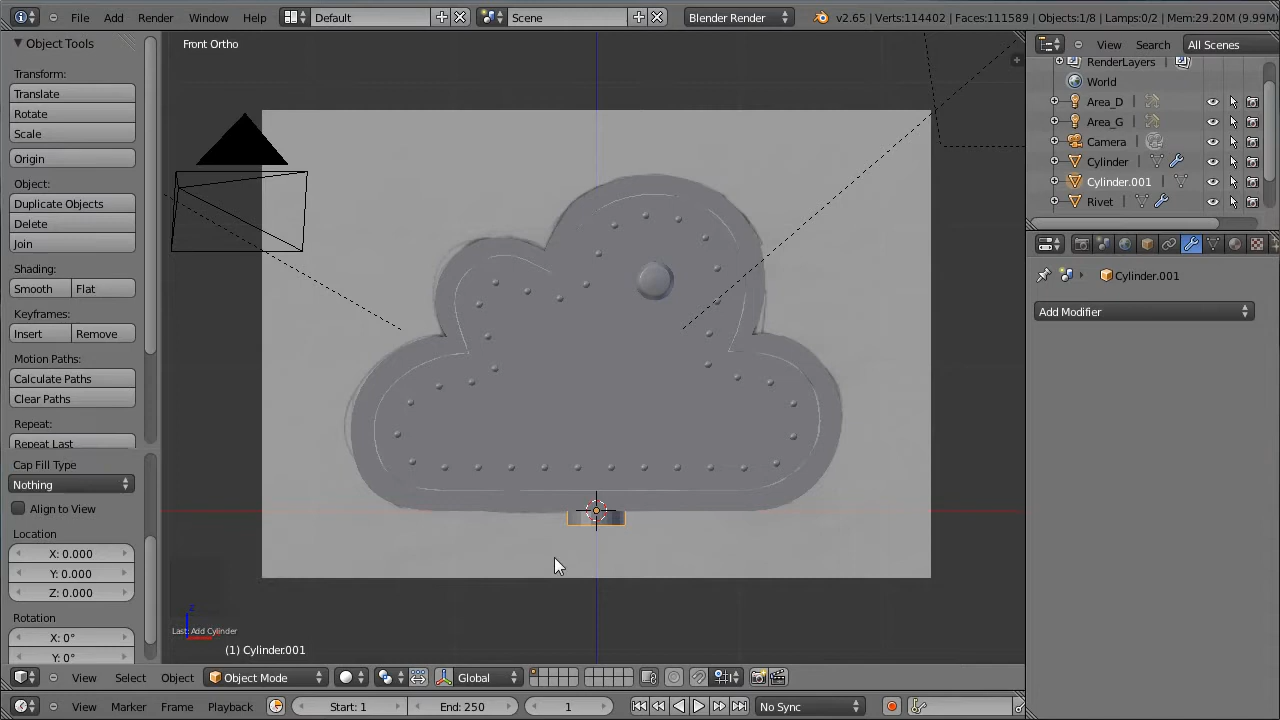 File Add Render Window Help Default Scene Blender Render v2.65 | Verts:114402 | Faces:111589 | Objects:1/8 | Lamps:0/2 | Mem:29.20M (9.99M
Object Tools
Transform:
Translate
Rotate
Scale
Origin
Object:
Duplicate Objects
Delete
Join
Shading:
Smooth Flat
Keyframes:
Insert Remove
Motion Paths:
Calculate Paths
Clear Paths
Repeat:
Repeat Last
Cap Fill Type
Nothing
Align to View
Location
X: 0.000
Y: 0.000
Z: 0.000
Rotation
X: 0°
Y: 0°
Front Ortho
z
Last: Add Cylinder
(1) Cylinder.001
View Search All Scenes
RenderLayers
World
Area_D
Area_G
Camera
Cylinder
Cylinder.001
Rivet
Cylinder.001
Add Modifier
View Select Object Object Mode Global
View Marker Frame Playback Start: 1 End: 250 1 No Sync